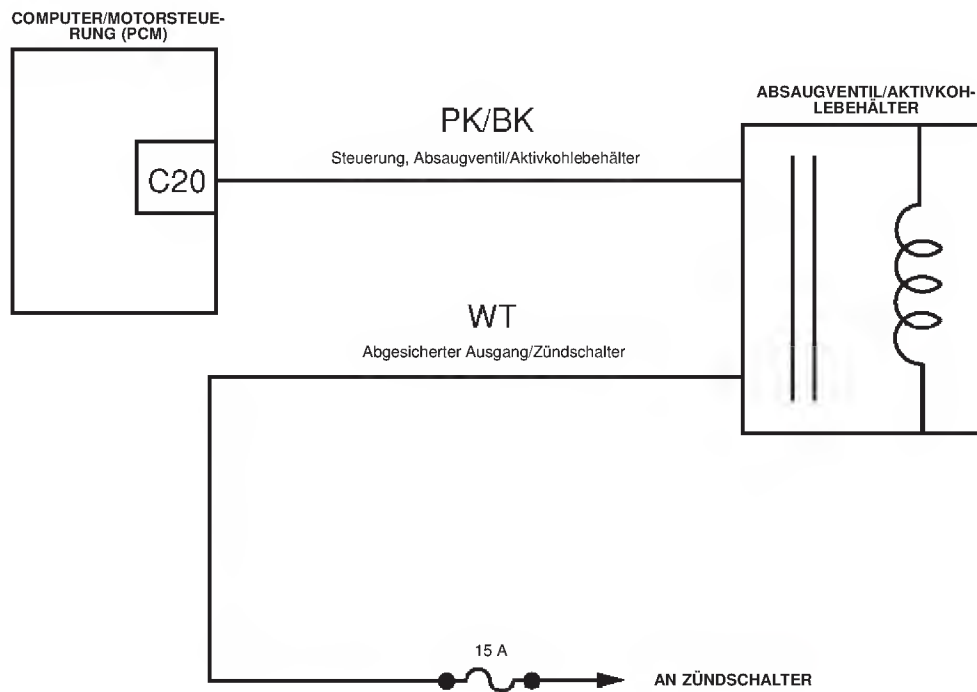 COMPUTER/MOTORSTEUE-
RUNG (PCM)
ABSAUGVENTIL/AKTIVKOH-
LEBEHÄLTER
PK/BK
Steuerung, Absaugventil/Aktivkohlebehälter
C20
WT
Abgesicherter Ausgang/Zündschalter
15 A
AN ZÜNDSCHALTER